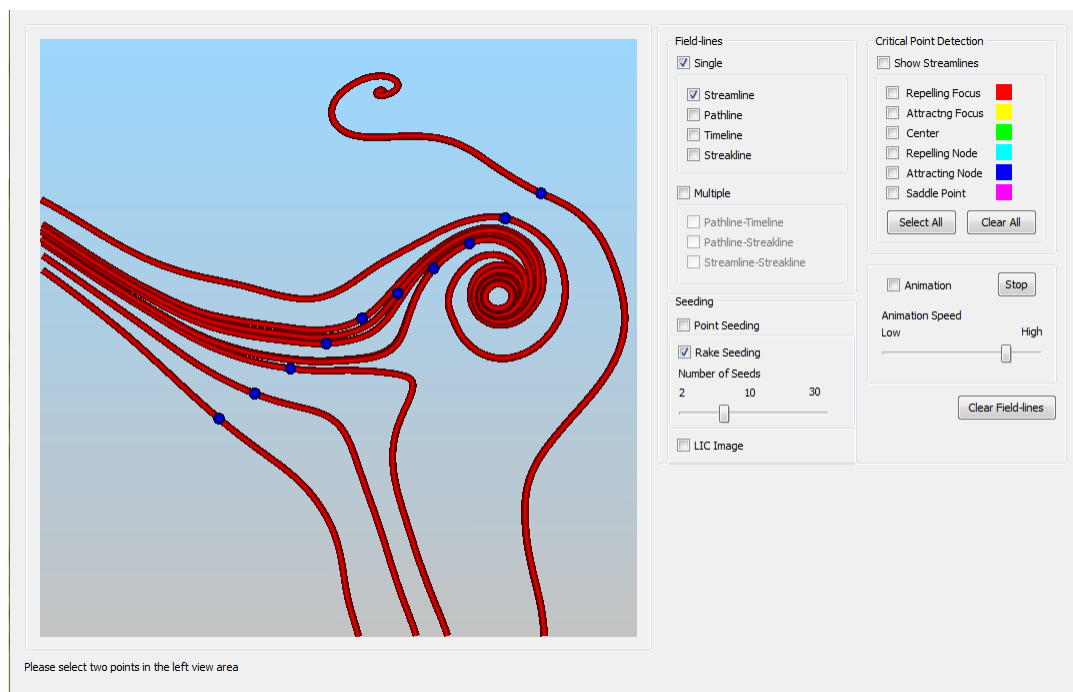 Field-lines
Single
Streamline
Pathline
Timeline
Streakline
Multiple
Pathline-Timeline
Pathline-Streakline
Streamline-Streakline
Seeding
Point Seeding
Rake Seeding
Number of Seeds
2 10 30
LIC Image
Critical Point Detection
Show Streamlines
Repelling Focus
Attractng Focus
Center
Repelling Node
Attracting Node
Saddle Point
Select All Clear All
Animation Stop
Animation Speed
Low High
Clear Field-lines
Please select two points in the left view area